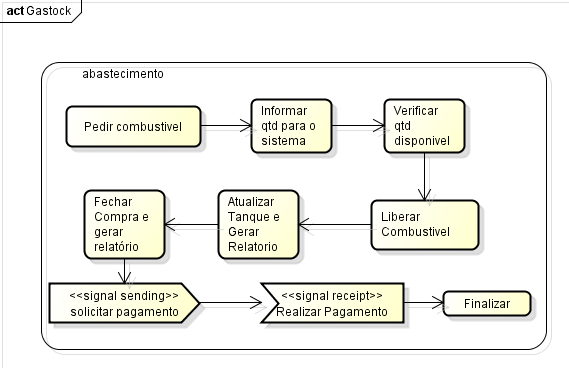 act Gastock
abastecimento
Pedir combustivel
Informar
qtd para o
sistema
Verificar
qtd
disponivel
Liberar
Combustivel
Atualizar
Tanque e
Gerar
Relatorio
Fechar
Compra e
gerar
relatório
<<signal sending>>
solicitar pagamento
<<signal receipt>>
Realizar Pagamento
Finalizar